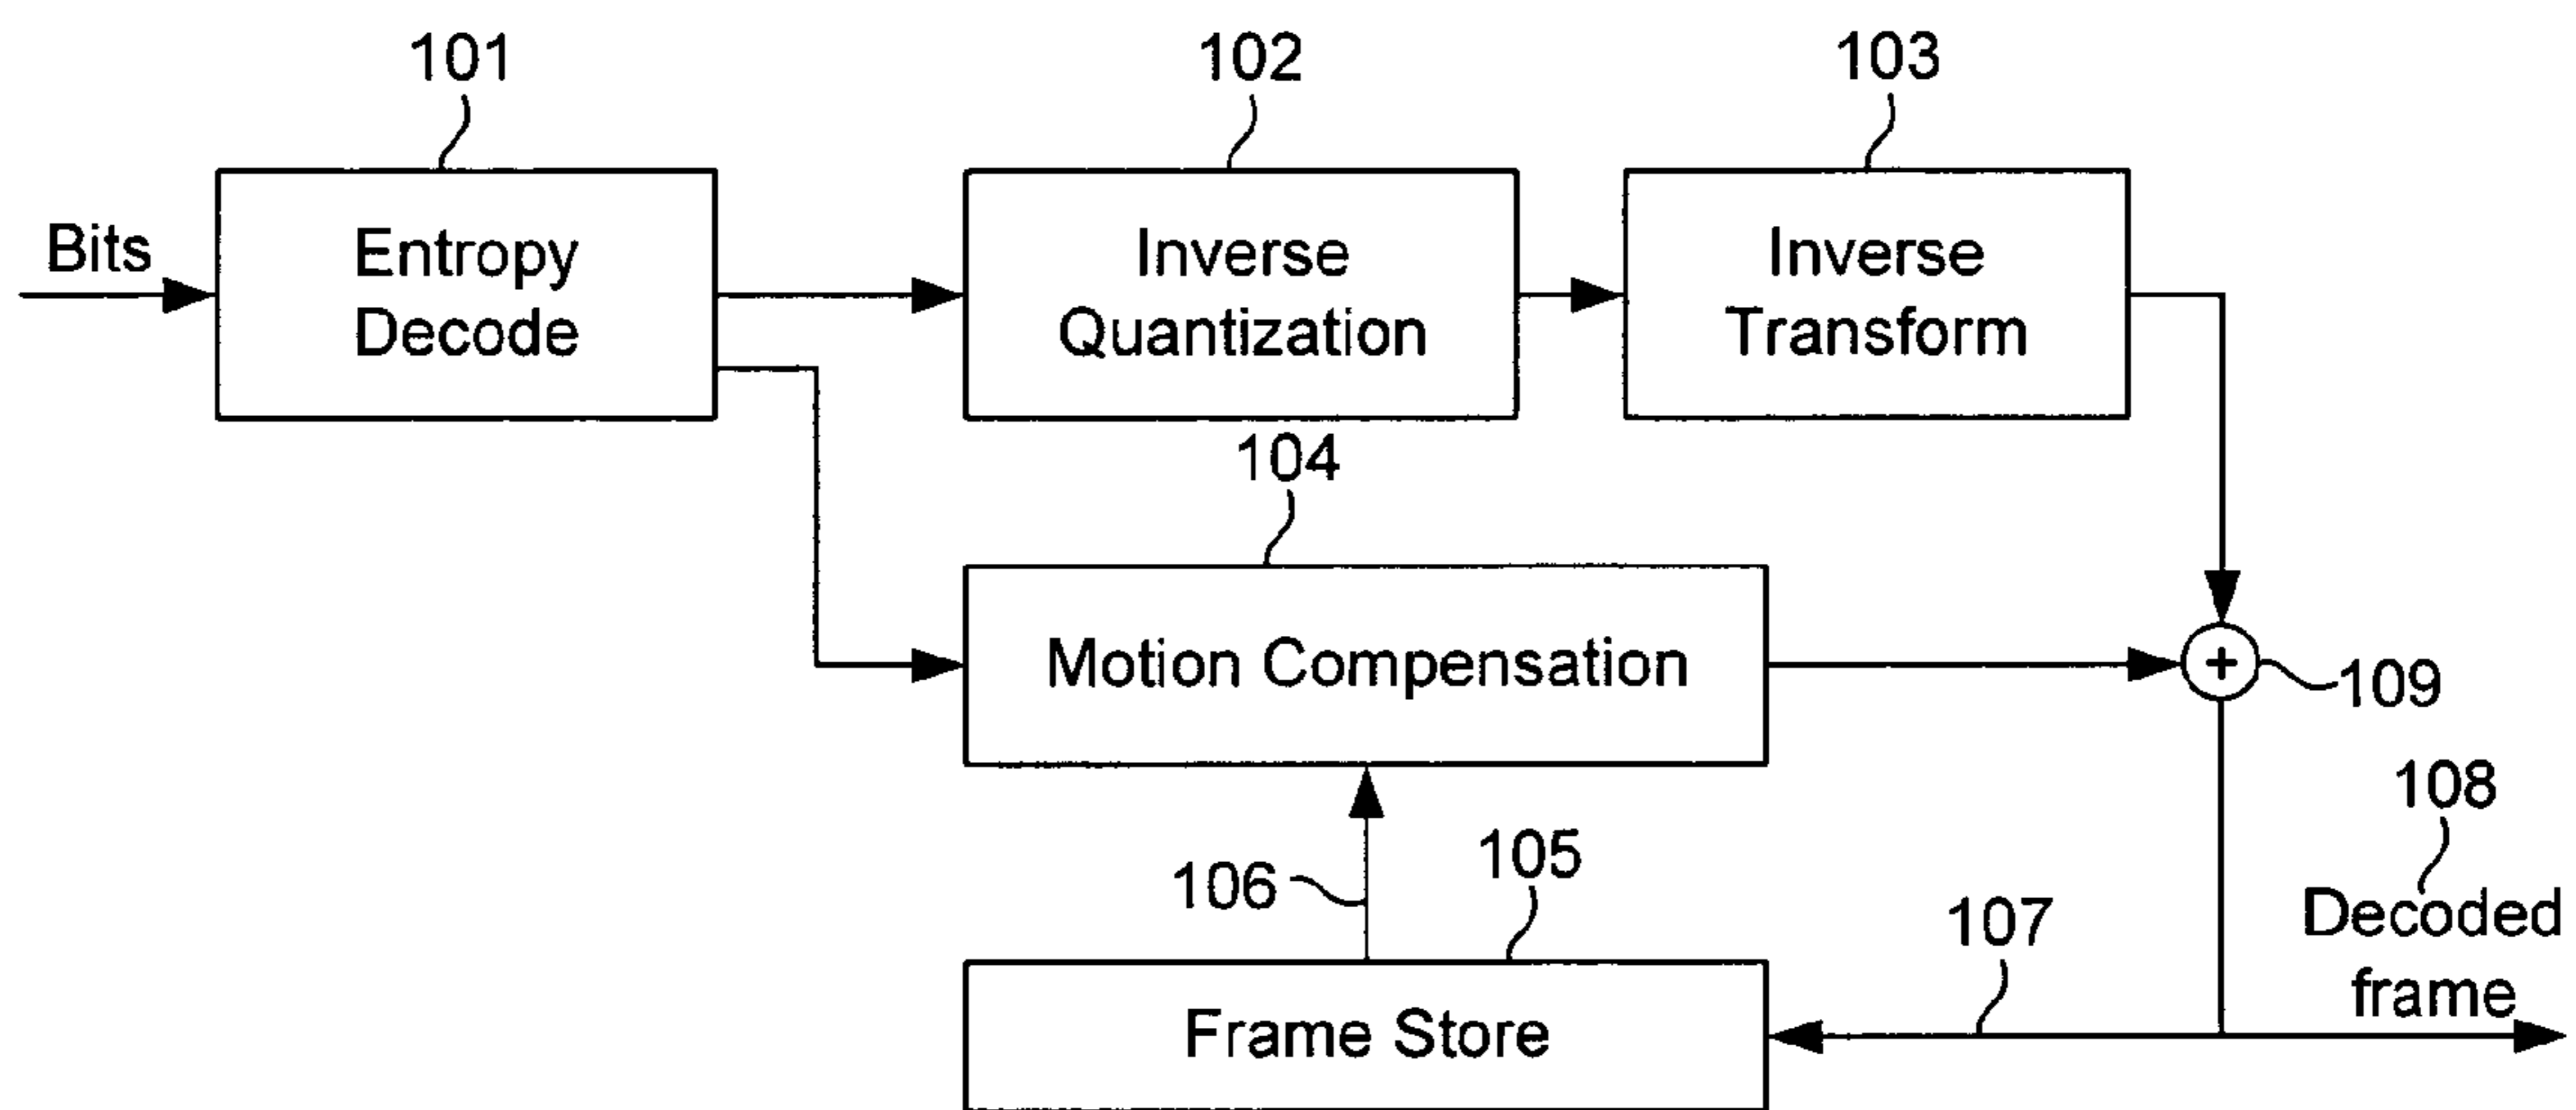 101
102
103
Bits
Entropy
Decode
Inverse
Quantization
Inverse
Transform
104
Motion Compensation
+
109
108
Decoded
frame
106
105
107
Frame Store